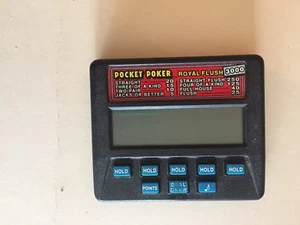 POCKET POKER ROYAL FLUSH 3000
STRAIGHT 20 STRAIGHT FLUSH 250
THREE OF A KIND 15 FOUR OF A KIND 125
TWO PAIR 10 FULL HOUSE 40
JACKS OR BETTER 5 FLUSH 25
HOLD HOLD HOLD HOLD HOLD
POINTS DEAL
DRAW